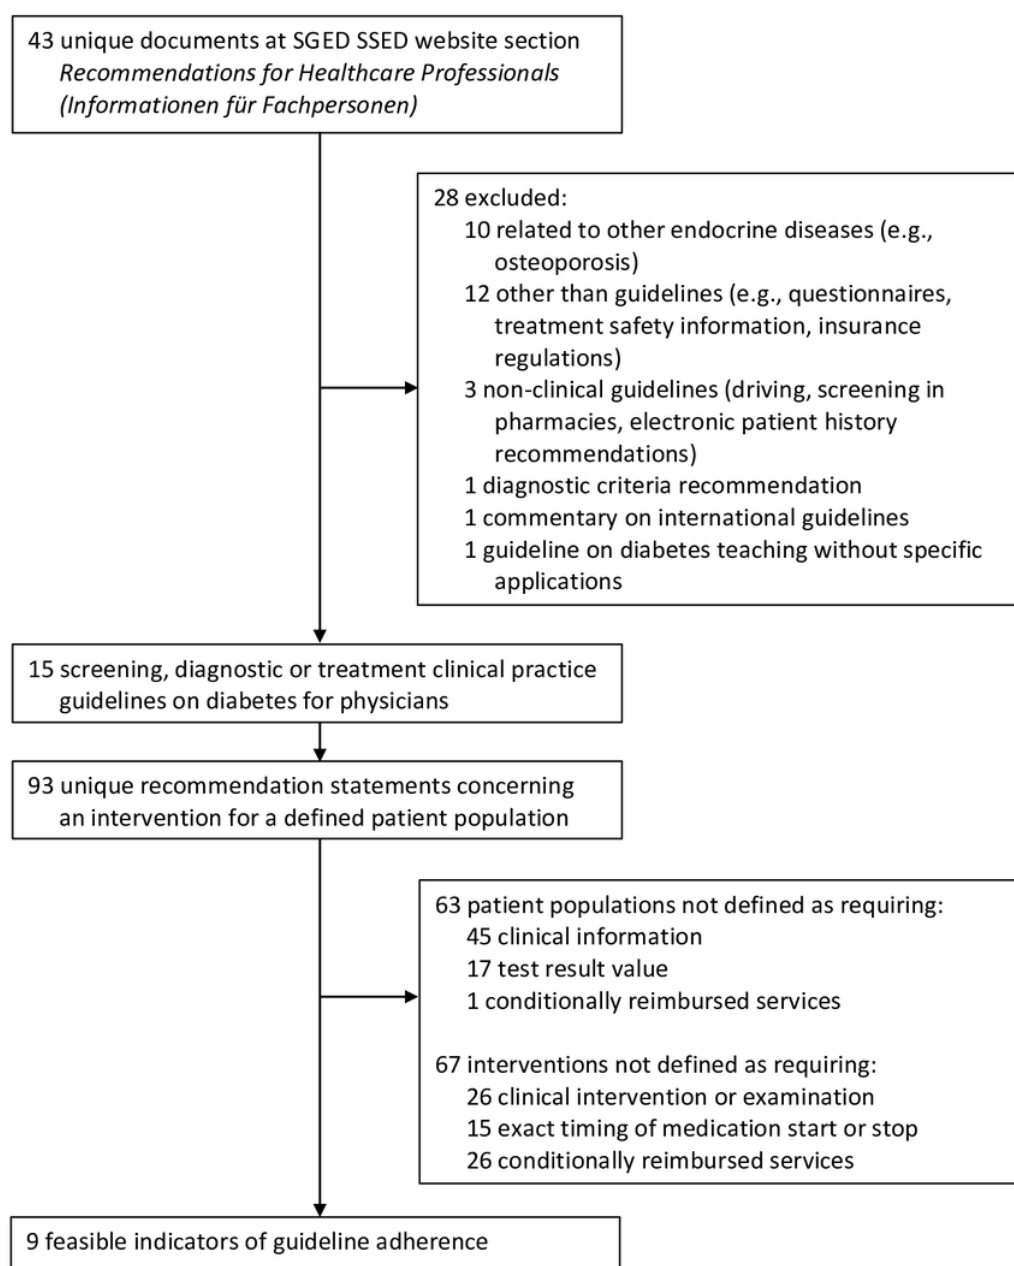 43 unique documents at SGED SSED website section
Recommendations for Healthcare Professionals
(Informationen für Fachpersonen)
28 excluded:
10 related to other endocrine diseases (e.g.,
osteoporosis)
12 other than guidelines (e.g., questionnaires,
treatment safety information, insurance
regulations)
3 non-clinical guidelines (driving, screening in
pharmacies, electronic patient history
recommendations)
1 diagnostic criteria recommendation
1 commentary on international guidelines
1 guideline on diabetes teaching without specific
applications
15 screening, diagnostic or treatment clinical practice
guidelines on diabetes for physicians
93 unique recommendation statements concerning
an intervention for a defined patient population
63 patient populations not defined as requiring:
45 clinical information
17 test result value
1 conditionally reimbursed services
67 interventions not defined as requiring:
26 clinical intervention or examination
15 exact timing of medication start or stop
26 conditionally reimbursed services
9 feasible indicators of guideline adherence